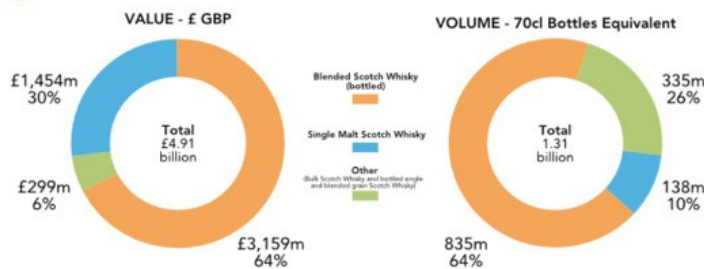 VALUE - £ GBP
£1,454m
30%
Total
£4.91
billion
£299m
6%
£3,159m
64%
Blended Scotch Whisky
(bottled)
Single Malt Scotch Whisky
Other
(Bulk Scotch Whisky and bottled single
and blended grain Scotch Whisky)
VOLUME - 70cl Bottles Equivalent
335m
26%
Total
1.31
billion
138m
10%
835m
64%